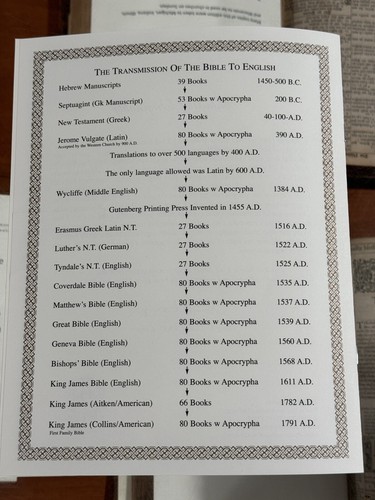 THE TRANSMISSION OF THE BIBLE TO ENGLISH
Hebrew Manuscripts 39 Books 1450-500 B.C.
Septuagint (Gk Manuscript) 53 Books w Apocrypha 200 B.C.
New Testament (Greek) 27 Books 40-100-A.D.
Jerome Vulgate (Latin) 80 Books w Apocrypha 390 A.D.
Accepted by the Western Church by 900 A.D.
Translations to over 500 languages by 400 A.D.
The only language allowed was Latin by 600 A.D.
Wycliffe (Middle English) 80 Books w Apocrypha 1384 A.D.
Gutenberg Printing Press Invented in 1455 A.D.
Erasmus Greek Latin N.T. 27 Books 1516 A.D.
Luther's N.T. (German) 27 Books 1522 A.D.
Tyndale's N.T. (English) 27 Books 1525 A.D.
Coverdale Bible (English) 80 Books w Apocrypha 1535 A.D.
Matthew's Bible (English) 80 Books w Apocrypha 1537 A.D.
Great Bible (English) 80 Books w Apocrypha 1539 A.D.
Geneva Bible (English) 80 Books w Apocrypha 1560 A.D.
Bishops' Bible (English) 80 Books w Apocrypha 1568 A.D.
King James Bible (English) 80 Books w Apocrypha 1611 A.D.
King James (Aitken/American) 66 Books 1782 A.D.
King James (Collins/American) 80 Books w Apocrypha 1791 A.D.
First Family Bible